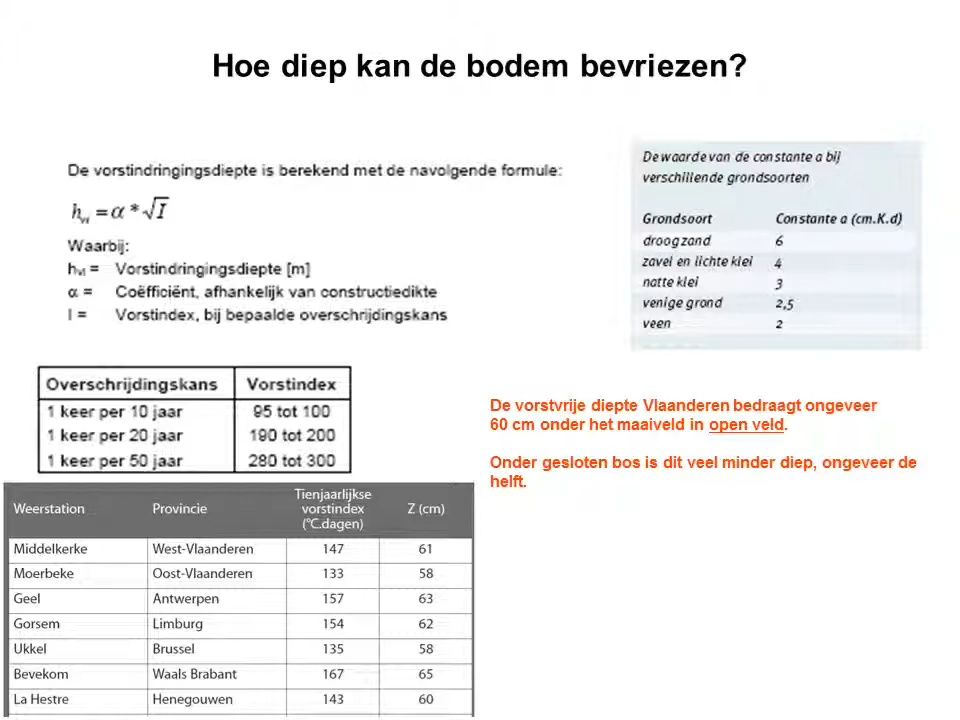 Hoe diep kan de bodem bevriezen?
De vorstindringingsdiepte is berekend met de navolgende formule:
h_vi = α * √I
Waarbij:
h_vi = Vorstindringingsdiepte [m]
α = Coëfficiënt, afhankelijk van constructiedikte
I = Vorstindex, bij bepaalde overschrijdingskans
De waarde van de constante a bij
verschillende grondsoorten
Grondsoort Constante a (cm.K.d)
droog zand 6
zavel en lichte klei 4
natte klei 3
venige grond 2,5
veen 2
Overschrijdingskans Vorstindex
1 keer per 10 jaar 95 tot 100
1 keer per 20 jaar 190 tot 200
1 keer per 50 jaar 280 tot 300
De vorstvrije diepte Vlaanderen bedraagt ongeveer
60 cm onder het maaiveld in open veld.
Onder gesloten bos is dit veel minder diep, ongeveer de
helft.
Weerstation Provincie Tienjaarlijkse vorstindex (°C.dagen) Z (cm)
Middelkerke West-Vlaanderen 147 61
Moerbeke Oost-Vlaanderen 133 58
Geel Antwerpen 157 63
Gorsem Limburg 154 62
Ukkel Brussel 135 58
Bevekom Waals Brabant 167 65
La Hestre Henegouwen 143 60